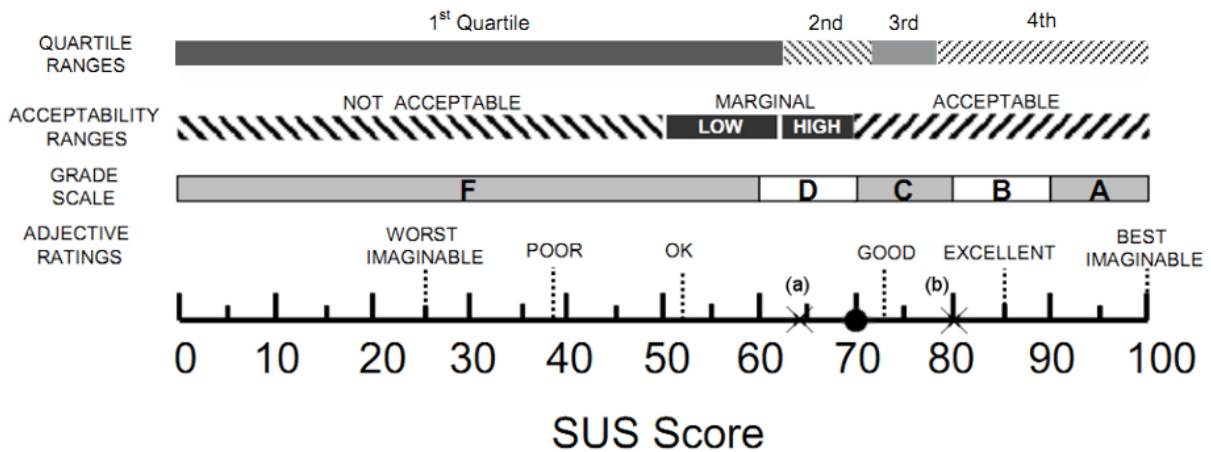 1st Quartile 2nd 3rd 4th
QUARTILE
RANGES
NOT ACCEPTABLE MARGINAL ACCEPTABLE
ACCEPTABILITY
RANGES
LOW HIGH
GRADE
SCALE
F D C B A
ADJECTIVE
RATINGS
WORST
IMAGINABLE
POOR
OK
GOOD
EXCELLENT
BEST
IMAGINABLE
(a) (b)
0 10 20 30 40 50 60 70 80 90 100
SUS Score